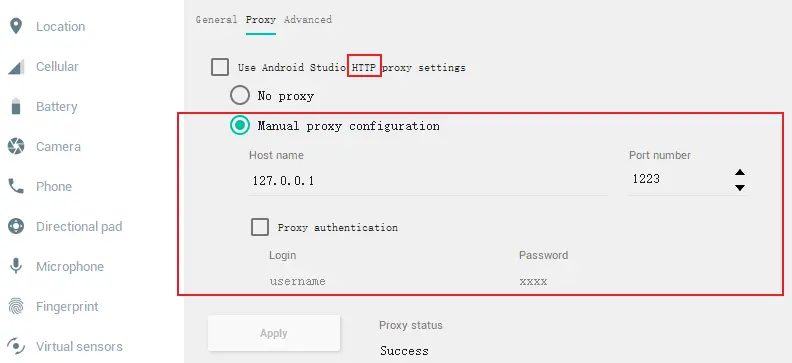 Location
Cellular
Battery
Camera
Phone
Directional pad
Microphone
Fingerprint
Virtual sensors
General Proxy Advanced
Use Android Studio HTTP proxy settings
No proxy
Manual proxy configuration
Host name Port number
127.0.0.1 1223
Proxy authentication
Login Password
username xxxx
Apply Proxy status
Success